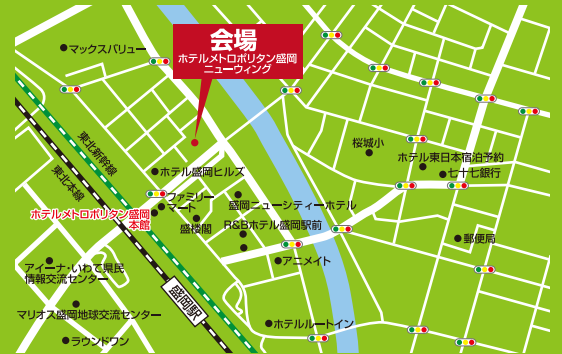 会場
ホテルメトロポリタン盛岡
ニューウィング
マックスバリュー
東北新幹線
東北本線
ホテル盛岡ヒルズ
桜城小
ホテル東日本宿泊予約
七十七銀行
ファミリー
マート
盛岡ニューシティーホテル
ホテルメトロポリタン盛岡
本館
盛楼閣
R&Bホテル盛岡駅前
郵便局
アニメイト
アイーナ・いわて県民
情報交流センター
盛岡駅
マリオス盛岡地球交流センター
ホテルルートイン
ラウンドワン